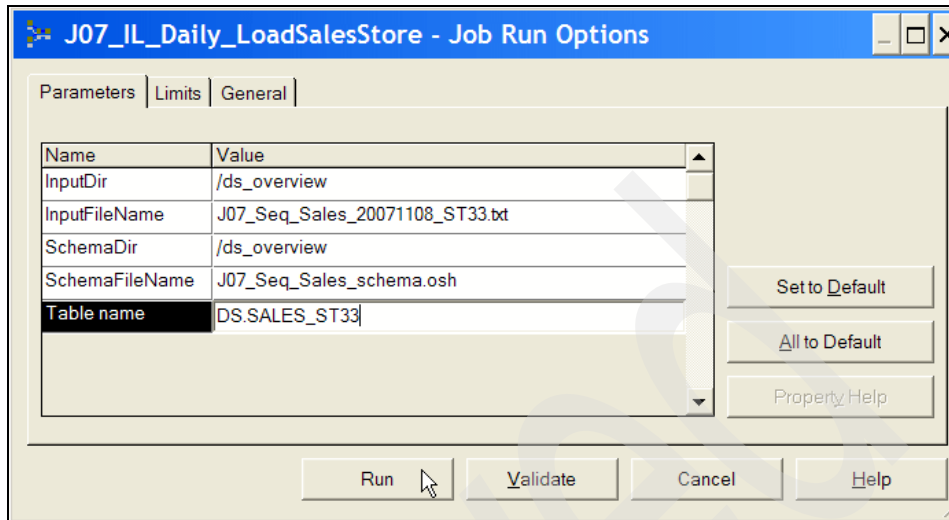 J07_IL_Daily_LoadSalesStore - Job Run Options
Parameters Limits General
Name Value
InputDir /ds_overview
InputFileName J07_Seq_Sales_20071108_ST33.txt
SchemaDir /ds_overview
SchemaFileName J07_Seq_Sales_schema.osh
Table name DS.SALES_ST33
Set to Default
All to Default
Property Help
Run Validate Cancel Help